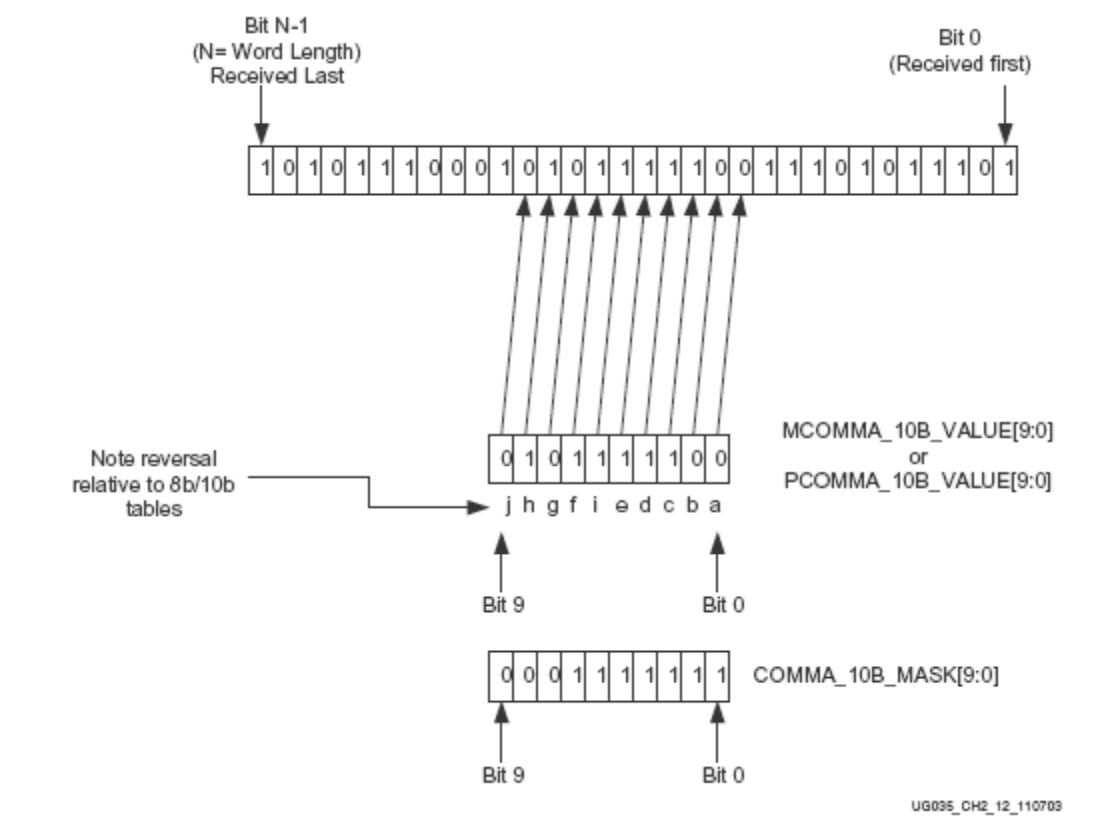 Bit N-1
(N= Word Length)
Received Last
Bit 0
(Received first)
1 0 1 0 1 1 1 0 0 0 1 0 1 0 1 1 1 1 1 0 0 1 1 1 0 1 0 1 1 1 0 1
MCOMMA_10B_VALUE[9:0]
or
PCOMMA_10B_VALUE[9:0]
0 1 0 1 1 1 1 1 0 0
Note reversal
relative to 8b/10b
tables
j h g f i e d c b a
Bit 9
Bit 0
0 0 0 1 1 1 1 1 1 1
COMMA_10B_MASK[9:0]
Bit 9
Bit 0
UG035_CH2_12_110703